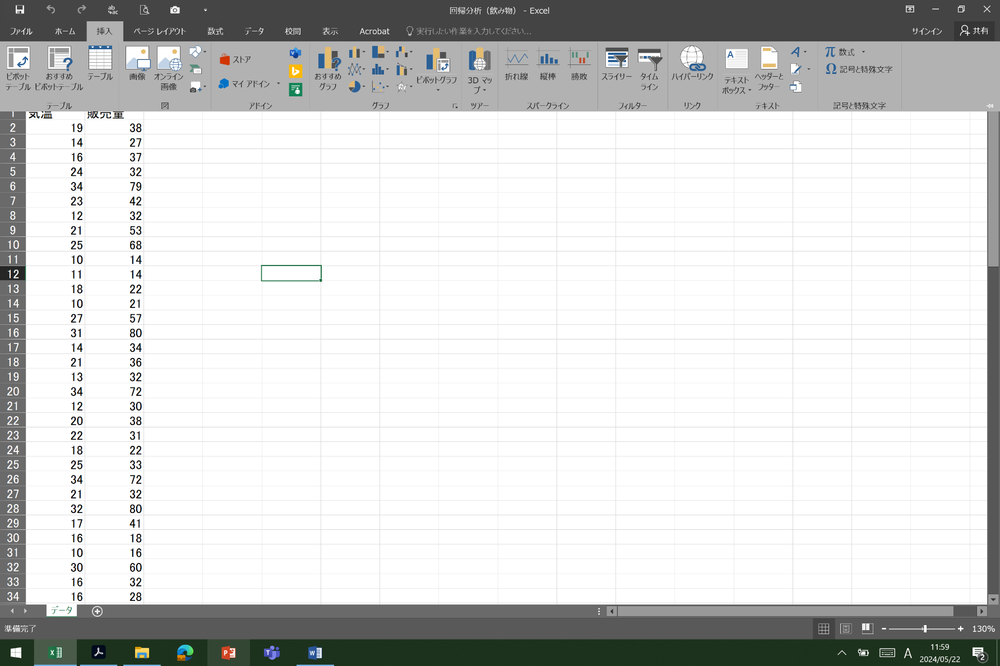 回帰分析（飲み物） - Excel
ファイル ホーム 挿入 ページ レイアウト 数式 データ 校閲 表示 Acrobat 実行したい作業を入力してください... サインイン 共有
ピボット
テーブル
おすすめ
ピボットテーブル
テーブル
画像
オンライン
画像
ストア
マイ アドイン
おすすめ
グラフ
ピボットグラフ
3D マッ
プ
折れ線
縦棒
勝敗
スライサー
タイム
ライン
ハイパーリンク
テキスト
ボックス
ヘッダーと
フッター
数式
記号と特殊文字
テーブル 図 アドイン グラフ ツアー スパークライン フィルター リンク テキスト 記号と特殊文字
1 気温 販売量
2 19 38
3 14 27
4 16 37
5 24 32
6 34 79
7 23 42
8 12 32
9 21 53
10 25 68
11 10 14
12 11 14
13 18 22
14 10 21
15 27 57
16 31 80
17 14 34
18 21 36
19 13 32
20 34 72
21 12 30
22 20 38
23 22 31
24 18 22
25 25 33
26 34 72
27 21 32
28 32 80
29 17 41
30 16 18
31 10 16
32 30 60
33 16 32
34 16 28
データ
準備完了 130%
A 11:59
2024/05/22
2